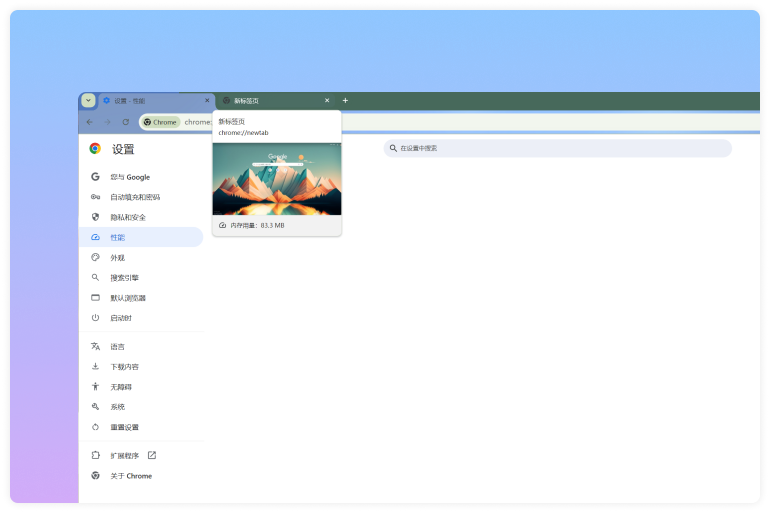 设置 - 性能
新标签页
Chrome
chrome:
新标签页
chrome://newtab
Google
内存用量：83.3 MB
设置
在设置中搜索
您与 Google
自动填充和密码
隐私和安全
性能
外观
搜索引擎
默认浏览器
启动时
语言
下载内容
无障碍
系统
重置设置
扩展程序
关于 Chrome